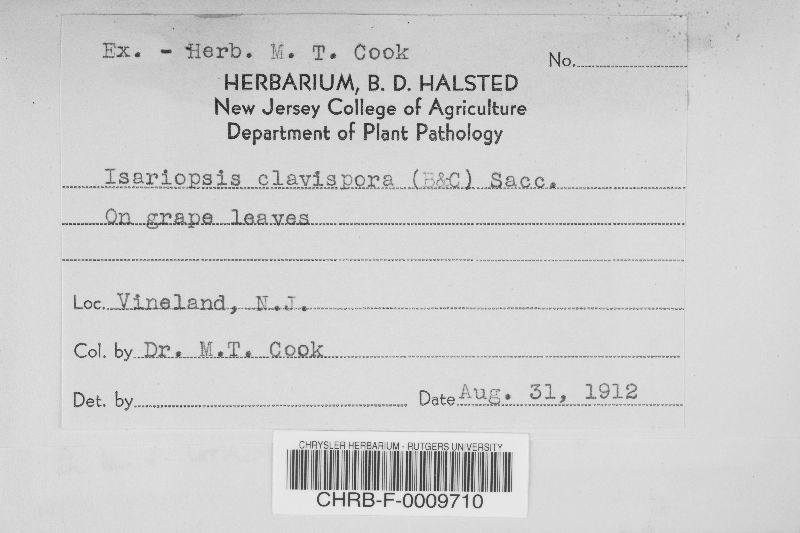 Ex. - Herb. M. T. Cook
No.
HERBARIUM, B. D. HALSTED
New Jersey College of Agriculture
Department of Plant Pathology
Isariopsis clavispora (B&C) Sacc.
On grape leaves
Loc. Vineland, N.J.
Col. by Dr. M.T. Cook
Det. by
Date Aug. 31, 1912
CHRYSLER HERBARIUM - RUTGERS UNIVERSITY
CHRB-F-0009710